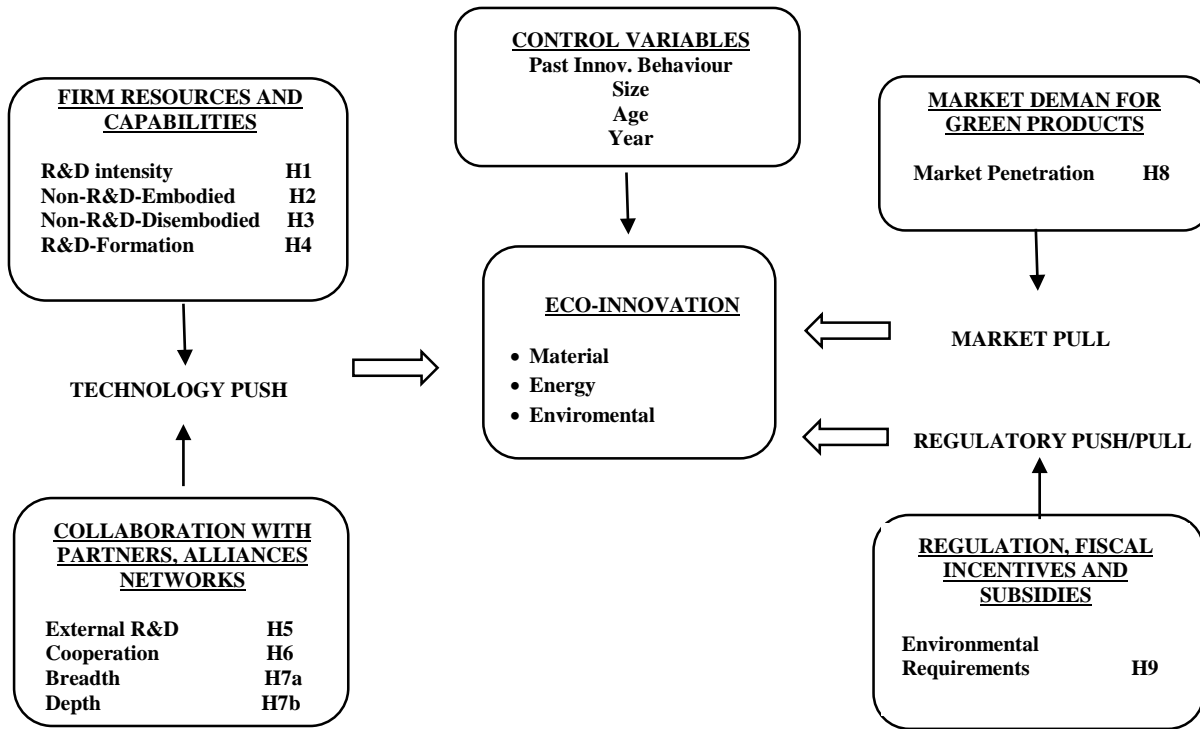 CONTROL VARIABLES
Past Innov. Behaviour
Size
Age
Year
FIRM RESOURCES AND
CAPABILITIES
R&D intensity H1
Non-R&D-Embodied H2
Non-R&D-Disembodied H3
R&D-Formation H4
MARKET DEMAN FOR
GREEN PRODUCTS
Market Penetration H8
ECO-INNOVATION
• Material
• Energy
• Enviromental
TECHNOLOGY PUSH
MARKET PULL
REGULATORY PUSH/PULL
COLLABORATION WITH
PARTNERS, ALLIANCES
NETWORKS
External R&D H5
Cooperation H6
Breadth H7a
Depth H7b
REGULATION, FISCAL
INCENTIVES AND
SUBSIDIES
Environmental
Requirements H9